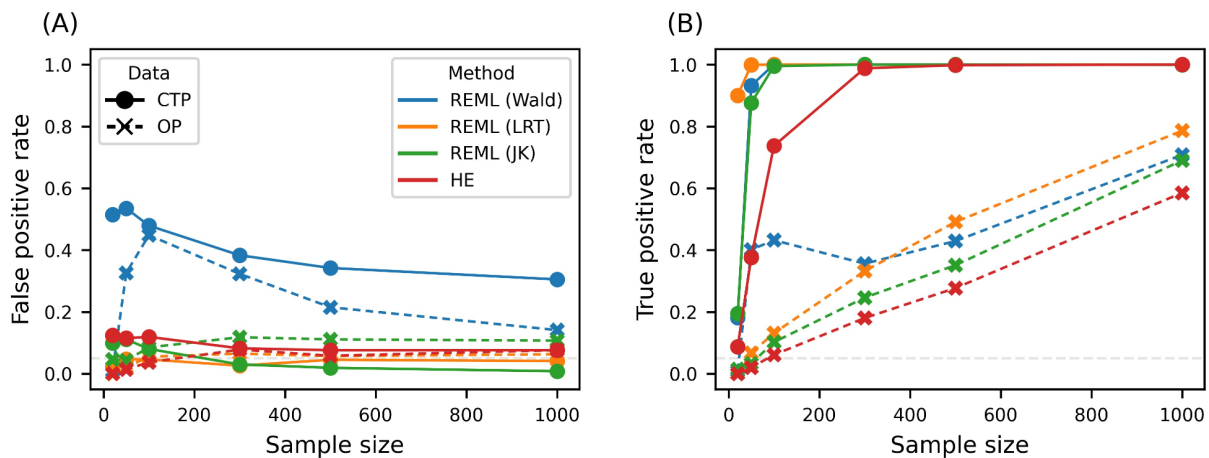 (A)
False positive rate
1.0
0.8
0.6
0.4
0.2
0.0
Data
CTP
OP
Method
REML (Wald)
REML (LRT)
REML (JK)
HE
0 200 400 600 800 1000
Sample size
(B)
True positive rate
1.0
0.8
0.6
0.4
0.2
0.0
0 200 400 600 800 1000
Sample size